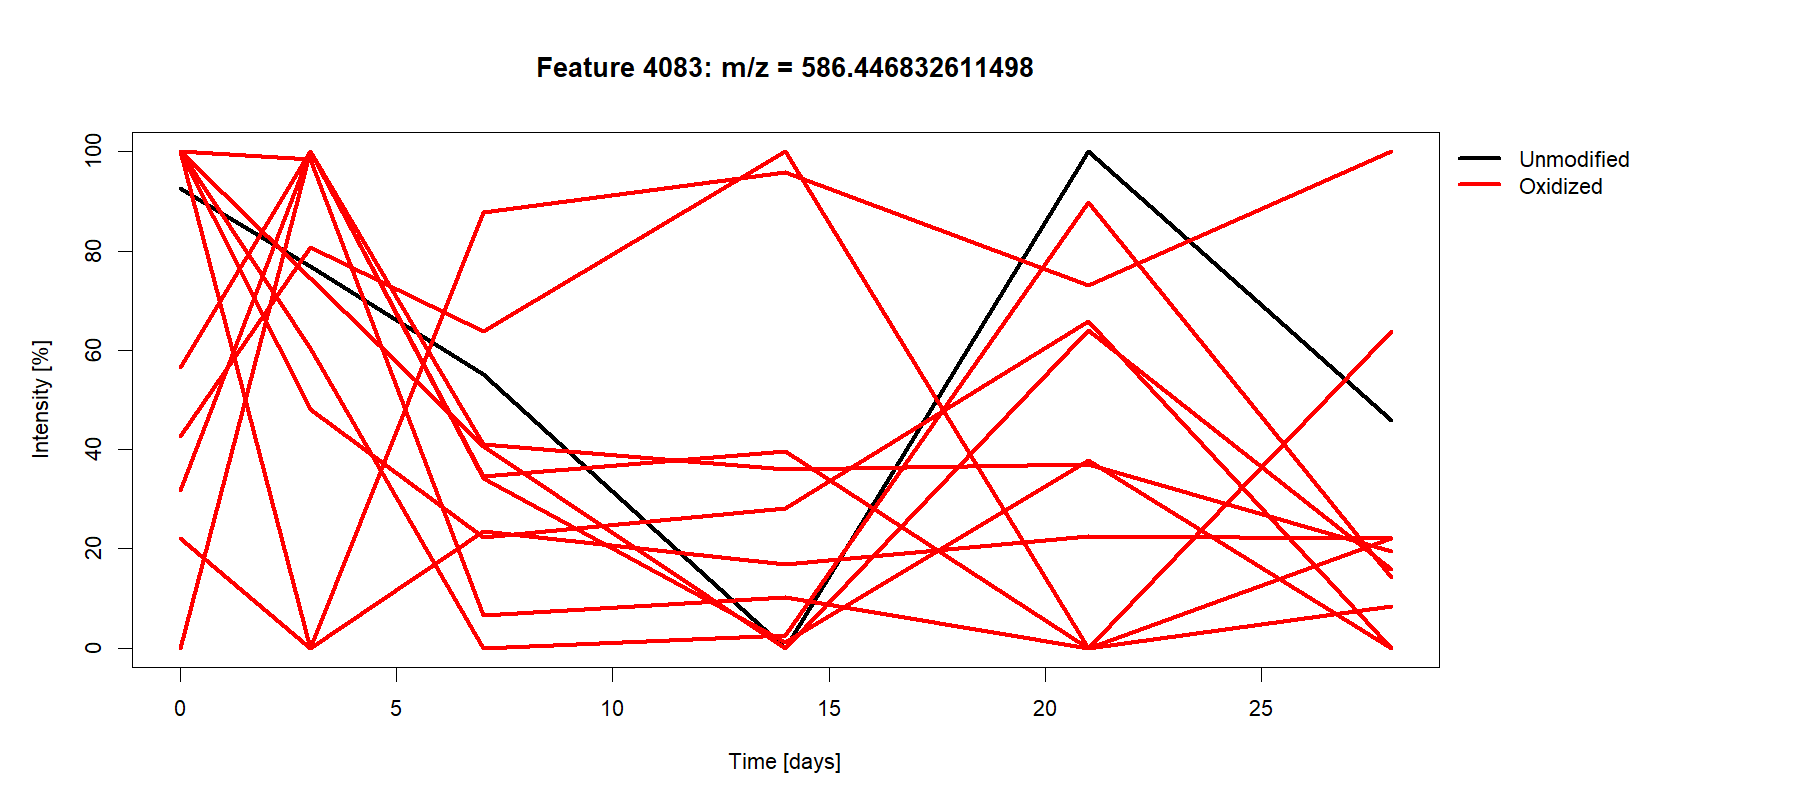 Feature 4083: m/z = 586.446832611498
Unmodified
Oxidized
Intensity [%]
100
80
60
40
20
0
0 5 10 15 20 25
Time [days]